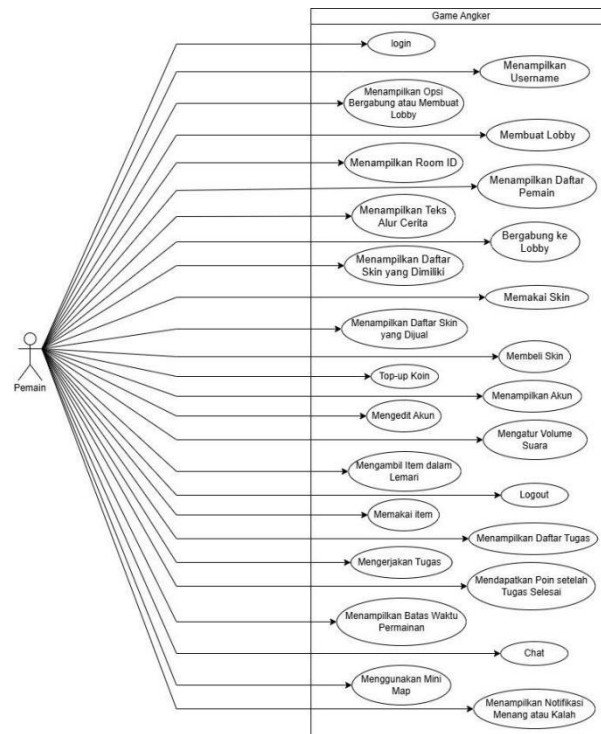 Game Angker
login
Menampilkan
Username
Menampilkan Opsi
Bergabung atau Membuat
Lobby
Membuat Lobby
Menampilkan Room ID
Menampilkan Daftar
Pemain
Menampilkan Teks
Alur Cerita
Bergabung ke
Lobby
Menampilkan Daftar
Skin yang Dimiliki
Memakai Skin
Menampilkan Daftar Skin
yang Dijual
Membeli Skin
Pemain
Top-up Koin
Menampilkan Akun
Mengedit Akun
Mengatur Volume
Suara
Mengambil Item dalam
Lemari
Logout
Memakai item
Menampilkan Daftar Tugas
Mengerjakan Tugas
Mendapatkan Poin setelah
Tugas Selesai
Menampilkan Batas Waktu
Permainan
Chat
Menggunakan Mini
Map
Menampilkan Notifikasi
Menang atau Kalah